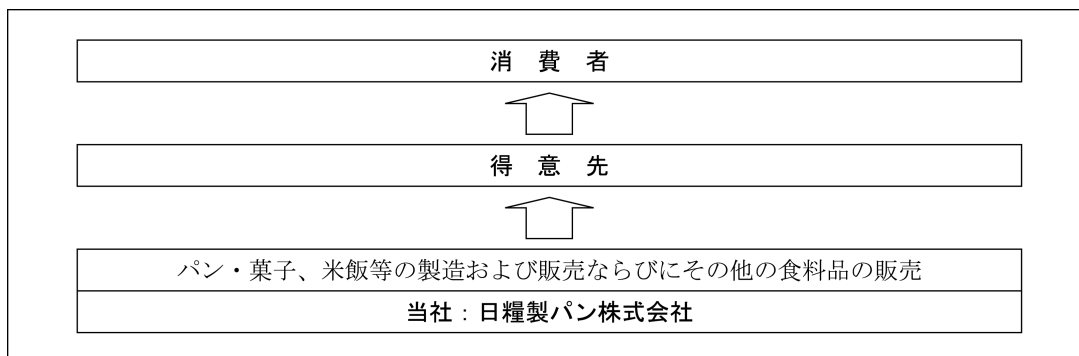 消 費 者
得 意 先
パン・菓子、米飯等の製造および販売ならびにその他の食料品の販売
当社：日糧製パン株式会社